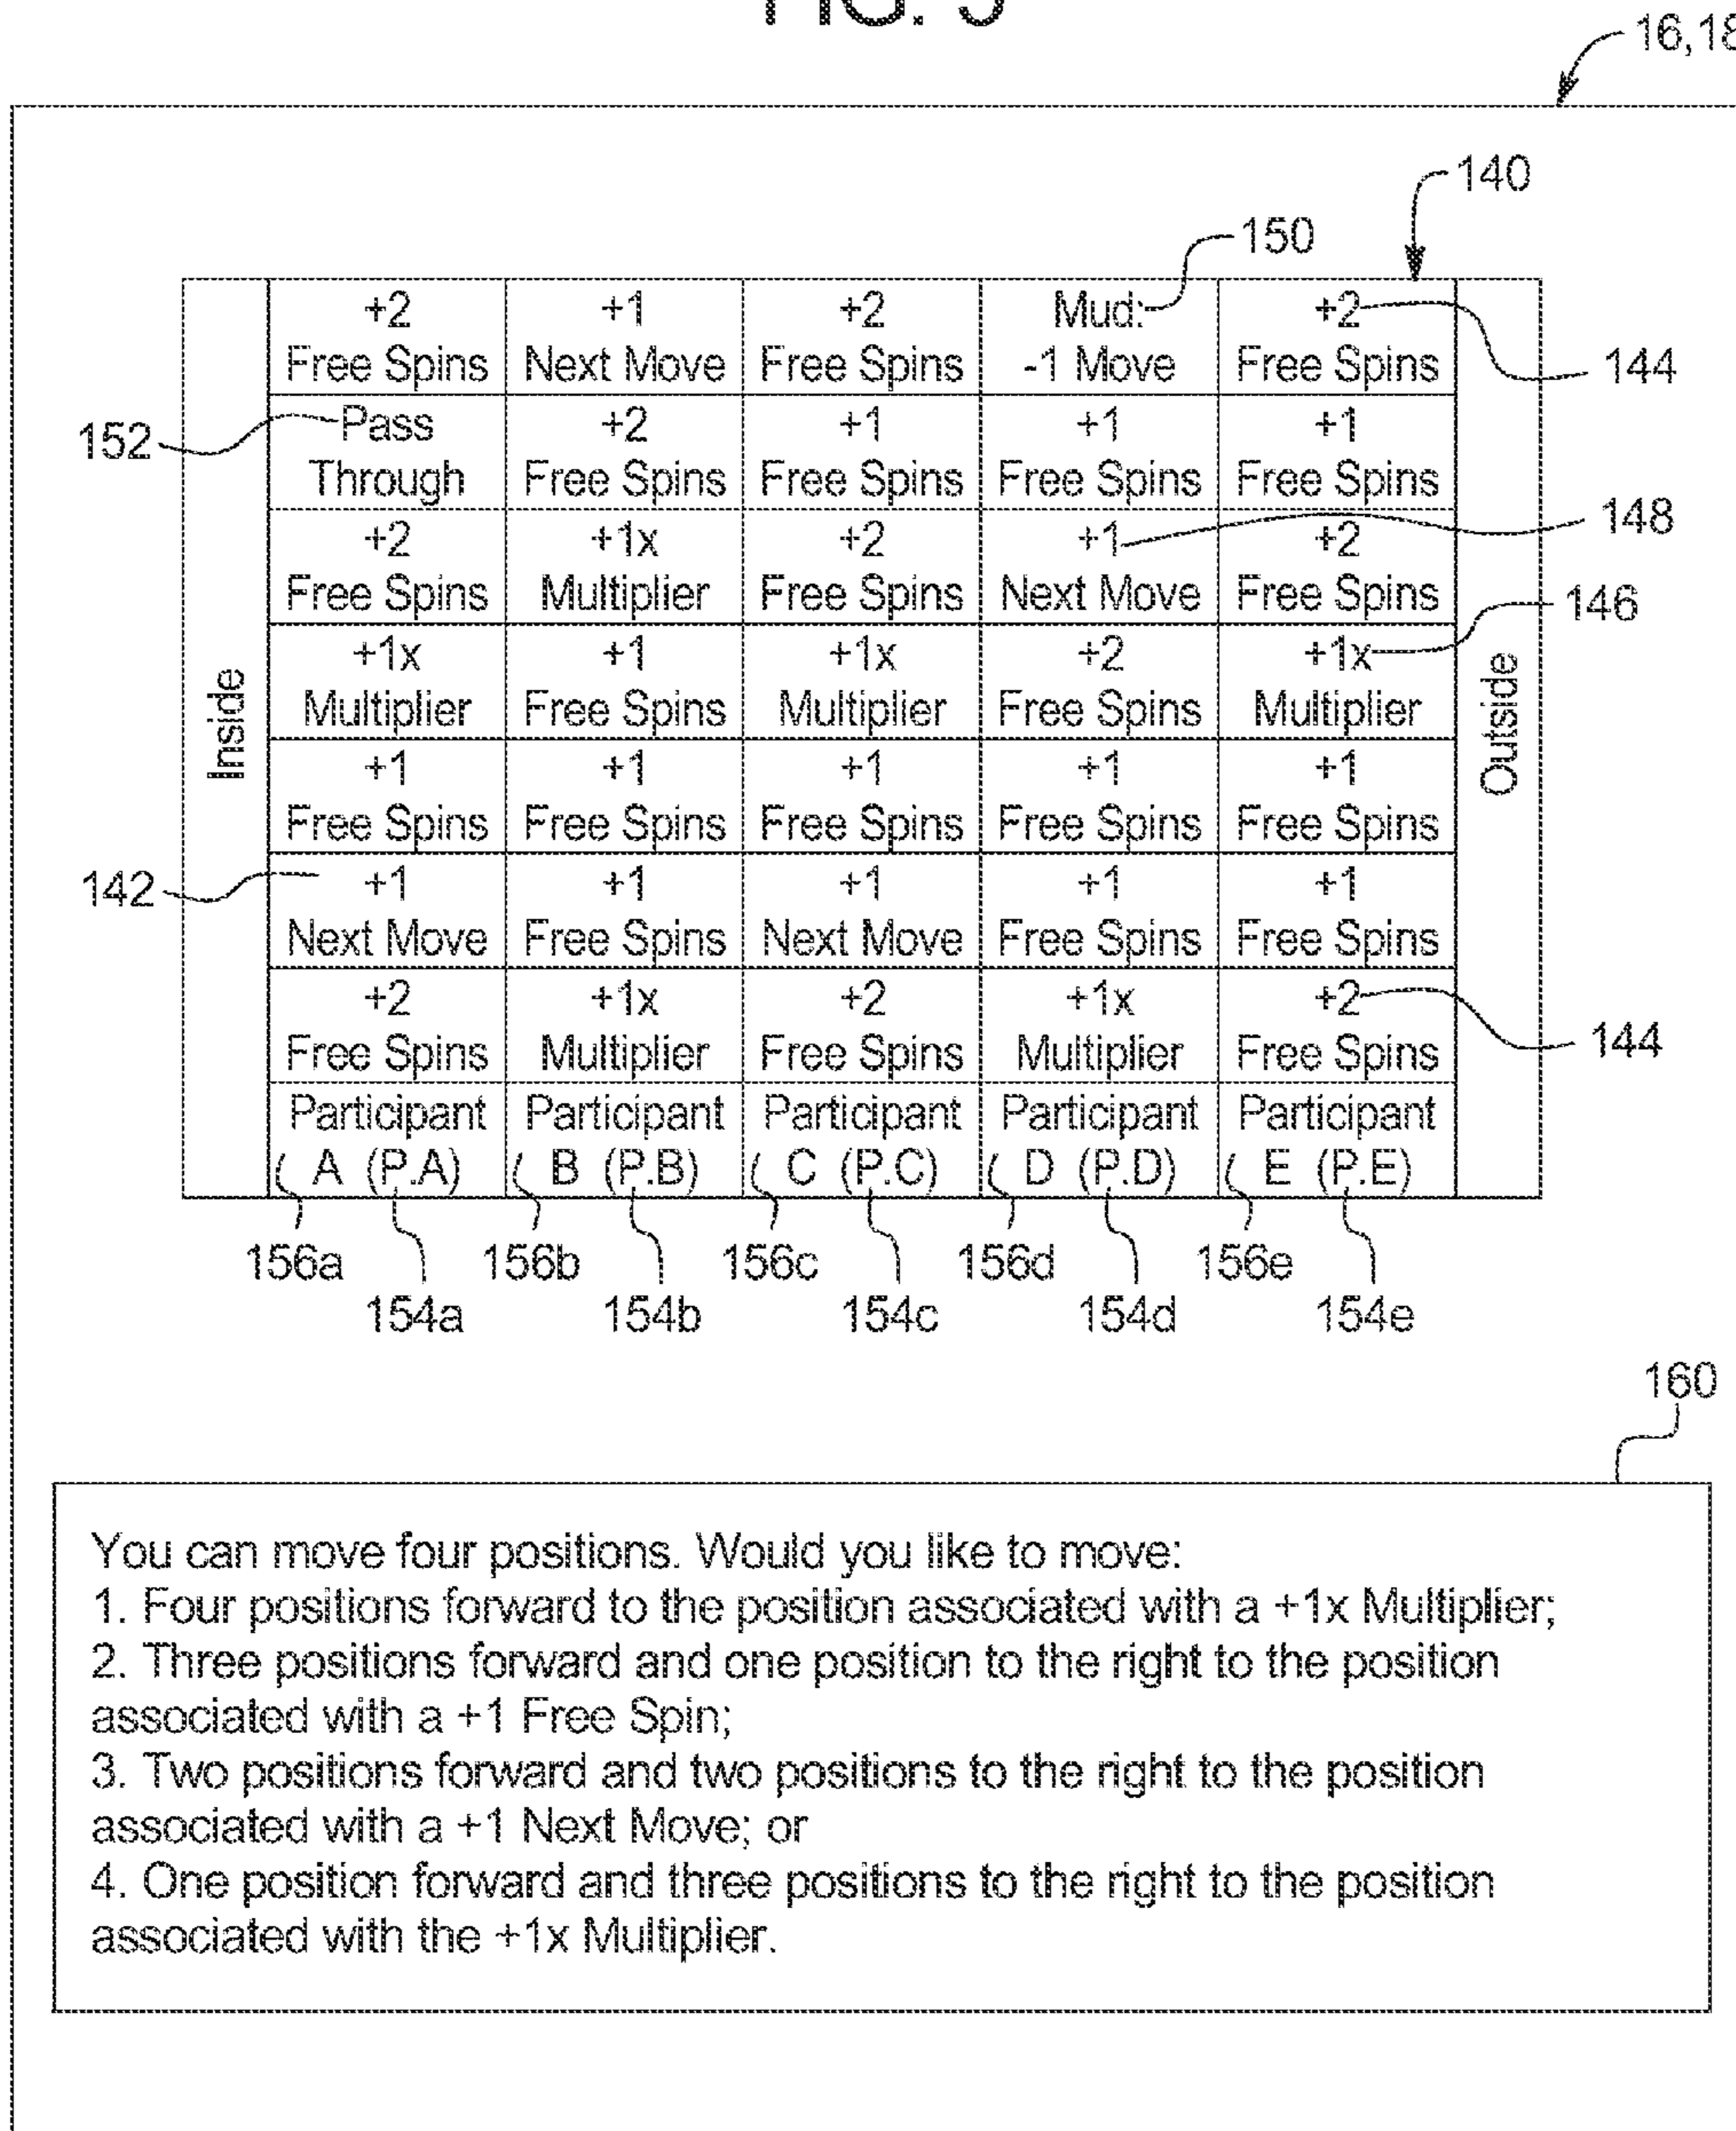 FIG. 5
16,18
140
150
+2 +1 +2 Mud: +2
Free Spins Next Move Free Spins -1 Move Free Spins
144
152
Pass +2 +1 +1 +1
Through Free Spins Free Spins Free Spins Free Spins
148
+2 +1x +2 +1 +2
Free Spins Multiplier Free Spins Next Move Free Spins
146
+1x +1 +1x +2 +1x
Multiplier Free Spins Multiplier Free Spins Multiplier
Inside
Outside
+1 +1 +1 +1 +1
Free Spins Free Spins Free Spins Free Spins Free Spins
142
+1 +1 +1 +1 +1
Next Move Free Spins Next Move Free Spins Free Spins
+2 +1x +2 +1x +2
Free Spins Multiplier Free Spins Multiplier Free Spins
144
Participant Participant Participant Participant Participant
A (P.A) B (P.B) C (P.C) D (P.D) E (P.E)
156a 156b 156c 156d 156e
154a 154b 154c 154d 154e
160
You can move four positions. Would you like to move:
1. Four positions forward to the position associated with a +1x Multiplier;
2. Three positions forward and one position to the right to the position
associated with a +1 Free Spin;
3. Two positions forward and two positions to the right to the position
associated with a +1 Next Move; or
4. One position forward and three positions to the right to the position
associated with the +1x Multiplier.